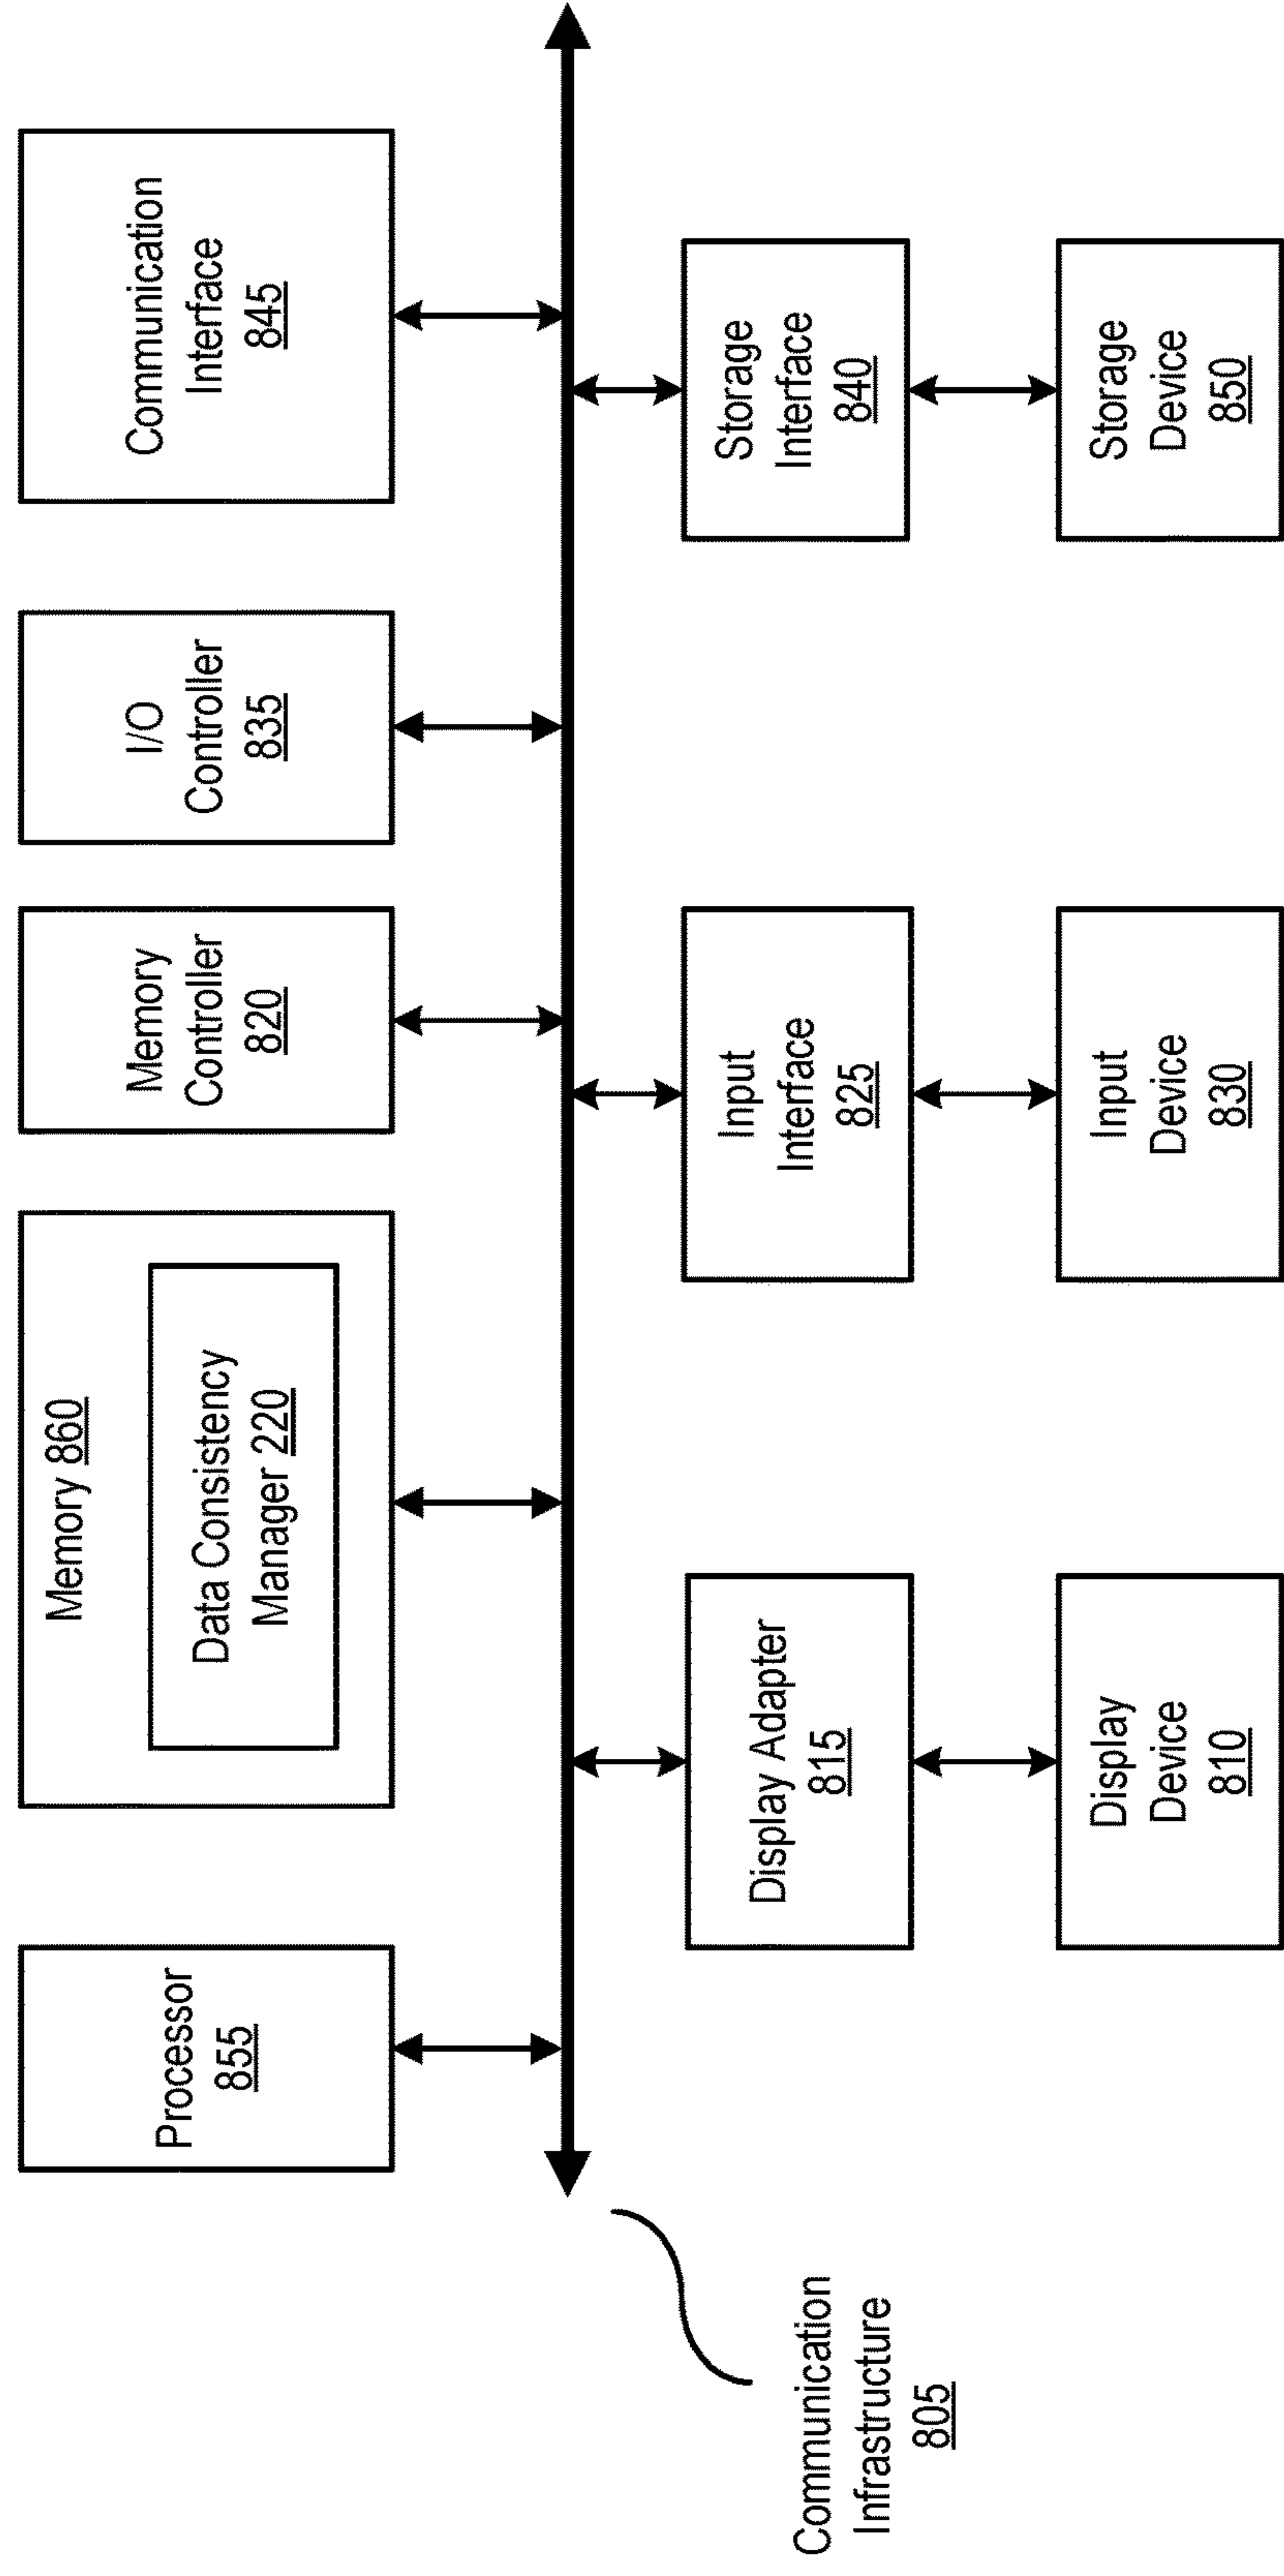 Processor
855
Memory 860
Data Consistency
Manager 220
Memory
Controller
820
I/O
Controller
835
Communication
Interface
845
Display Adapter
815
Input
Interface
825
Storage
Interface
840
Display
Device
810
Input
Device
830
Storage
Device
850
Communication
Infrastructure
805